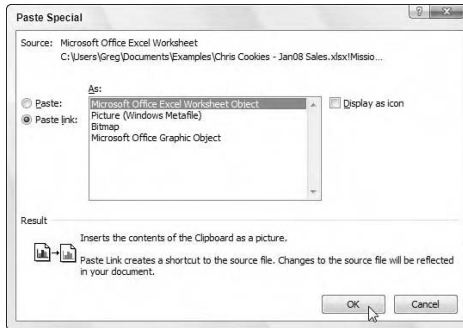 Paste Special
Source: Microsoft Office Excel Worksheet
C:\Users\Greg\Documents\Examples\Chris Cookies - Jan08 Sales.xlsx!Missio...
As:
Paste:
Paste link:
Microsoft Office Excel Worksheet Object
Picture (Windows Metafile)
Bitmap
Microsoft Office Graphic Object
Display as icon
Result
Inserts the contents of the Clipboard as a picture.
Paste Link creates a shortcut to the source file. Changes to the source file will be reflected
in your document.
OK
Cancel